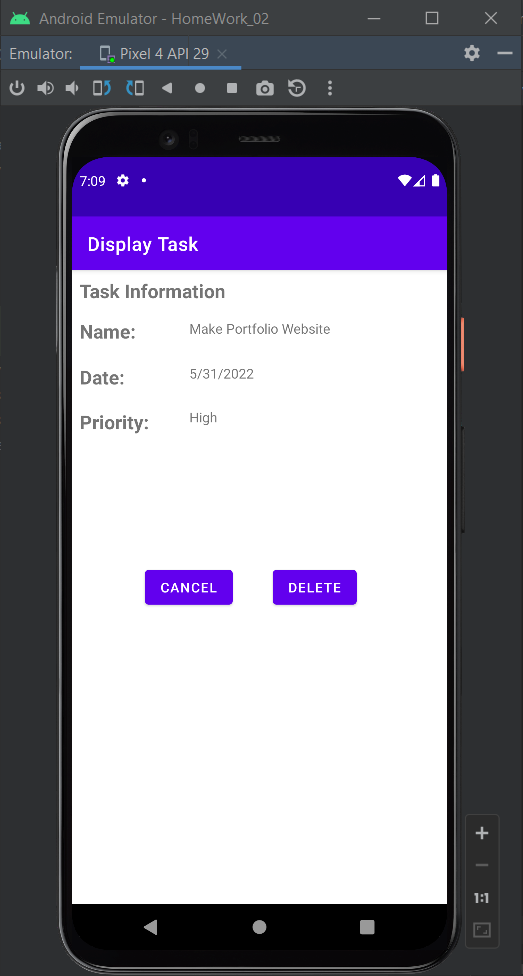 Android Emulator - HomeWork_02
Emulator: Pixel 4 API 29
7:09
Display Task
Task Information
Name: Make Portfolio Website
Date: 5/31/2022
Priority: High
CANCEL DELETE
1:1